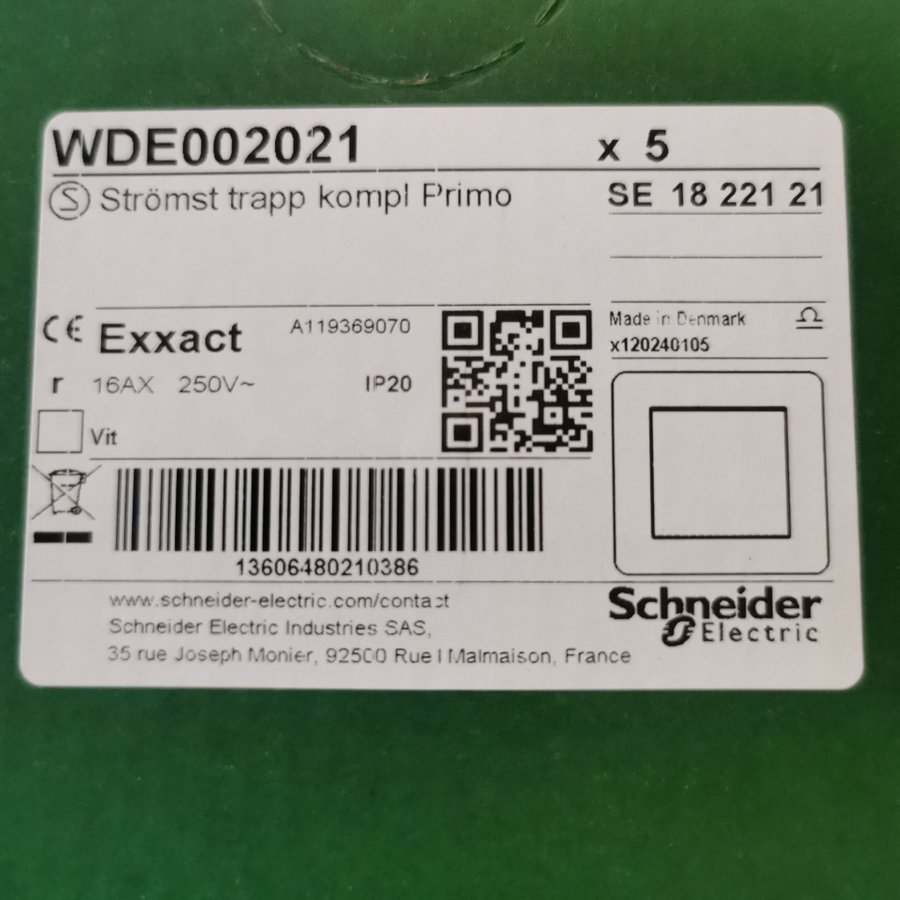 WDE002021 x 5
S Strömst trapp kompl Primo
SE 18 221 21
CE Exxact A119369070
Made in Denmark
x120240105
r 16AX 250V~ IP20
Vit
13606480210386
www.schneider-electric.com/contact
Schneider Electric Industries SAS,
35 rue Joseph Monier, 92500 Rueil Malmaison, France
Schneider
Electric